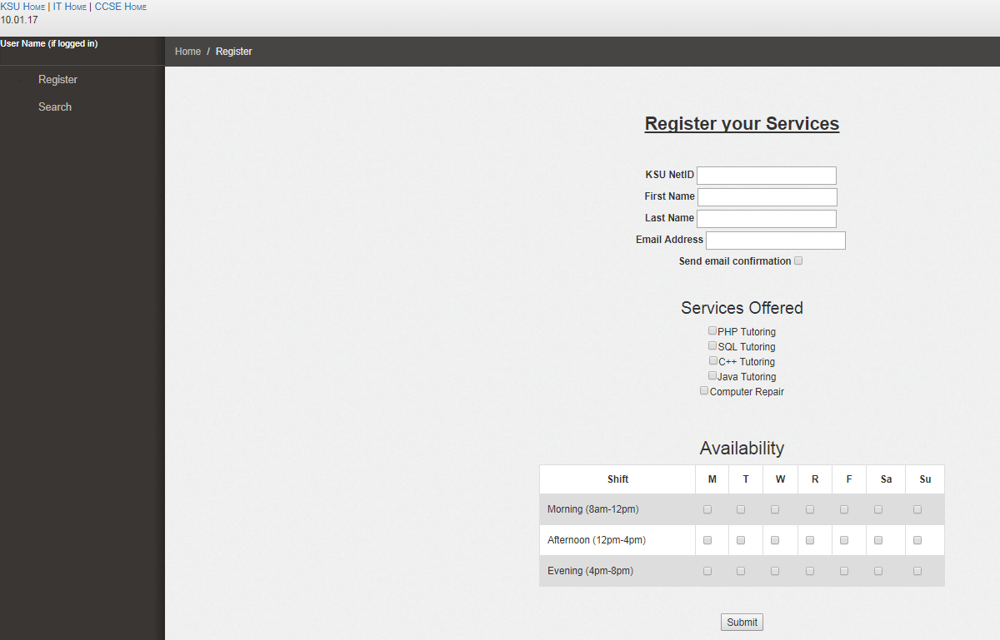 KSU Home | IT Home | CCSE Home
10.01.17
User Name (if logged in)
Home / Register
Register
Search
Register your Services
KSU NetID
First Name
Last Name
Email Address
Send email confirmation
Services Offered
PHP Tutoring
SQL Tutoring
C++ Tutoring
Java Tutoring
Computer Repair
Availability
Shift M T W R F Sa Su
Morning (8am-12pm)
Afternoon (12pm-4pm)
Evening (4pm-8pm)
Submit